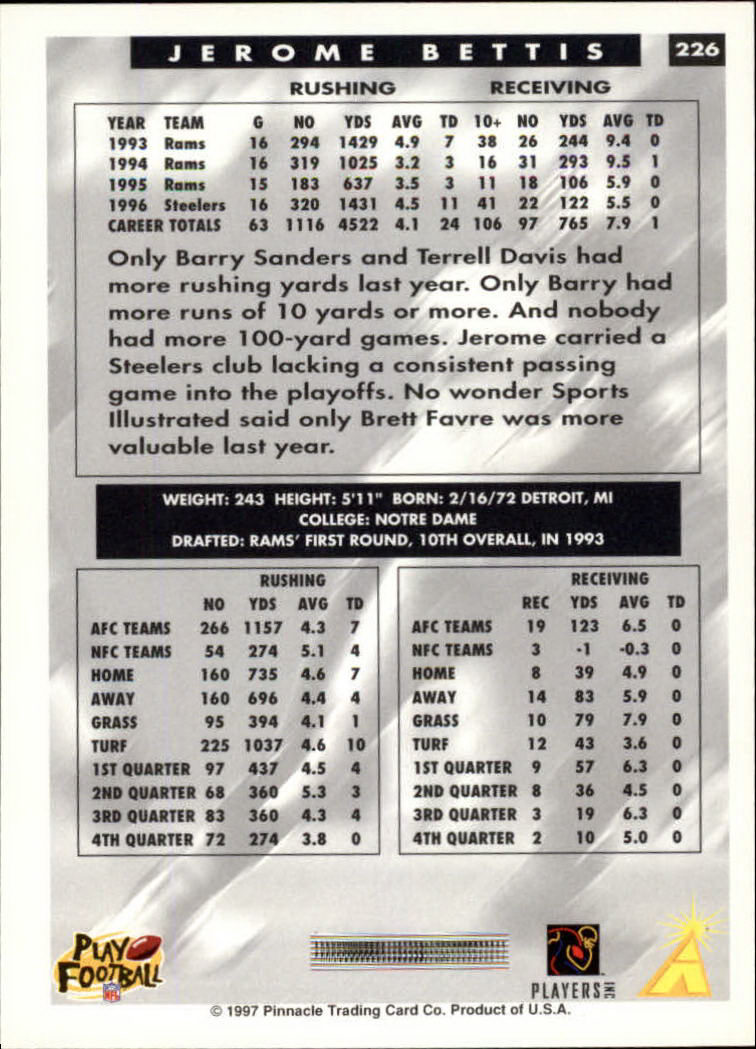 JEROME BETTIS 226
RUSHING RECEIVING
YEAR TEAM G NO YDS AVG TD 10+ NO YDS AVG TD
1993 Rams 16 294 1429 4.9 7 38 26 244 9.4 0
1994 Rams 16 319 1025 3.2 3 16 31 293 9.5 1
1995 Rams 15 183 637 3.5 3 11 18 106 5.9 0
1996 Steelers 16 320 1431 4.5 11 41 22 122 5.5 0
CAREER TOTALS 63 1116 4522 4.1 24 106 97 765 7.9 1
Only Barry Sanders and Terrell Davis had
more rushing yards last year. Only Barry had
more runs of 10 yards or more. And nobody
had more 100-yard games. Jerome carried a
Steelers club lacking a consistent passing
game into the playoffs. No wonder Sports
Illustrated said only Brett Favre was more
valuable last year.
WEIGHT: 243 HEIGHT: 5'11" BORN: 2/16/72 DETROIT, MI
COLLEGE: NOTRE DAME
DRAFTED: RAMS' FIRST ROUND, 10TH OVERALL, IN 1993
RUSHING
NO YDS AVG TD
AFC TEAMS 266 1157 4.3 7
NFC TEAMS 54 274 5.1 4
HOME 160 735 4.6 7
AWAY 160 696 4.4 4
GRASS 95 394 4.1 1
TURF 225 1037 4.6 10
1ST QUARTER 97 437 4.5 4
2ND QUARTER 68 360 5.3 3
3RD QUARTER 83 360 4.3 4
4TH QUARTER 72 274 3.8 0
RECEIVING
REC YDS AVG TD
AFC TEAMS 19 123 6.5 0
NFC TEAMS 3 -1 -0.3 0
HOME 8 39 4.9 0
AWAY 14 83 5.9 0
GRASS 10 79 7.9 0
TURF 12 43 3.6 0
1ST QUARTER 9 57 6.3 0
2ND QUARTER 8 36 4.5 0
3RD QUARTER 3 19 6.3 0
4TH QUARTER 2 10 5.0 0
PLAY
FOOTBALL
NFL
PLAYERS INC
© 1997 Pinnacle Trading Card Co. Product of U.S.A.